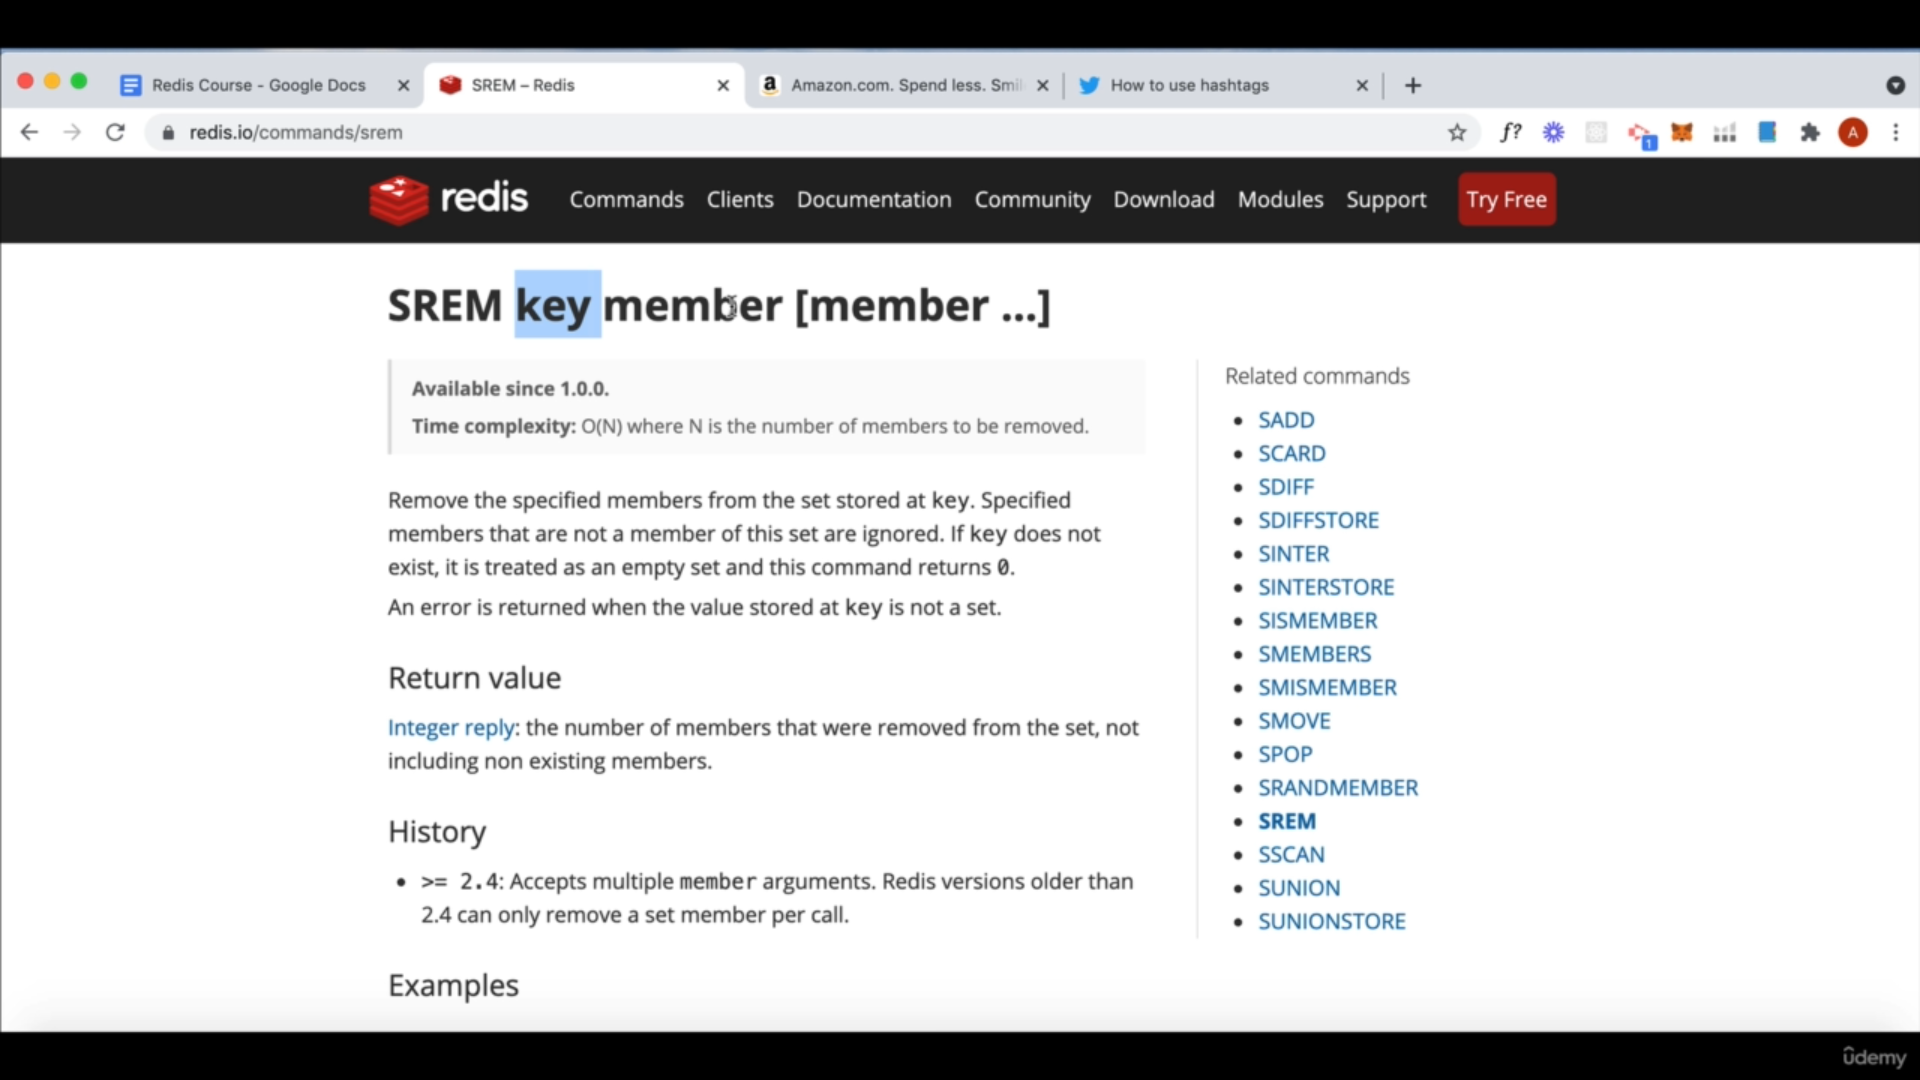 Redis Course - Google Docs
SREM – Redis
Amazon.com. Spend less. Smil
How to use hashtags
redis.io/commands/srem
f?
1
A
redis
Commands
Clients
Documentation
Community
Download
Modules
Support
Try Free
SREM key member [member ...]
Available since 1.0.0.
Time complexity: O(N) where N is the number of members to be removed.
Remove the specified members from the set stored at key. Specified
members that are not a member of this set are ignored. If key does not
exist, it is treated as an empty set and this command returns 0.
An error is returned when the value stored at key is not a set.
Return value
Integer reply: the number of members that were removed from the set, not
including non existing members.
History
>= 2.4: Accepts multiple member arguments. Redis versions older than
2.4 can only remove a set member per call.
Examples
Related commands
SADD
SCARD
SDIFF
SDIFFSTORE
SINTER
SINTERSTORE
SISMEMBER
SMEMBERS
SMISMEMBER
SMOVE
SPOP
SRANDMEMBER
SREM
SSCAN
SUNION
SUNIONSTORE
ûdemy